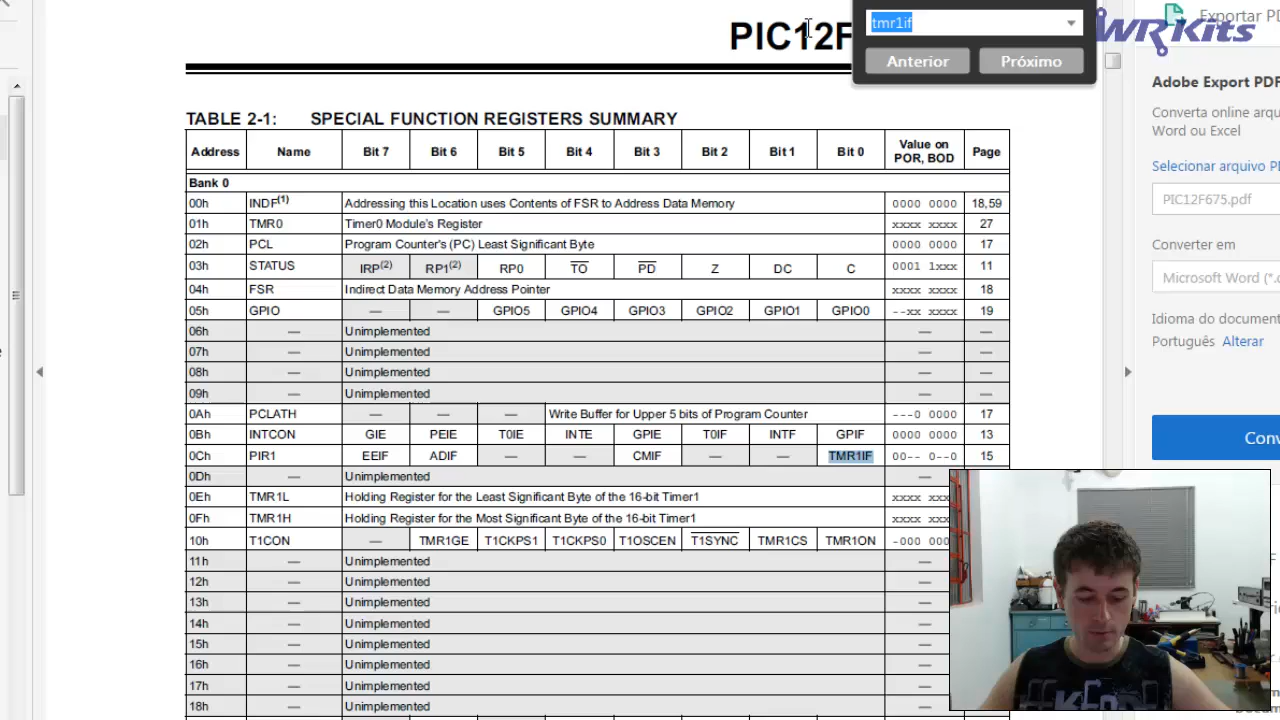 PIC12F
tmr1if
Anterior Próximo
WRKits
Exportar PD
Adobe Export PDF
Converta online arqu
Word ou Excel
Selecionar arquivo PD
PIC12F675.pdf
Converter em
Microsoft Word (*.d
Idioma do document
Português Alterar
Conv
TABLE 2-1: SPECIAL FUNCTION REGISTERS SUMMARY
Address Name Bit 7 Bit 6 Bit 5 Bit 4 Bit 3 Bit 2 Bit 1 Bit 0 Value on POR, BOD Page
Bank 0
00h INDF(1) Addressing this Location uses Contents of FSR to Address Data Memory 0000 0000 18,59
01h TMR0 Timer0 Module's Register xxxx xxxx 27
02h PCL Program Counter's (PC) Least Significant Byte 0000 0000 17
03h STATUS IRP(2) RP1(2) RP0 TO PD Z DC C 0001 1xxx 11
04h FSR Indirect Data Memory Address Pointer xxxx xxxx 18
05h GPIO — — GPIO5 GPIO4 GPIO3 GPIO2 GPIO1 GPIO0 --xx xxxx 19
06h — Unimplemented — —
07h — Unimplemented — —
08h — Unimplemented — —
09h — Unimplemented — —
0Ah PCLATH — — — Write Buffer for Upper 5 bits of Program Counter ---0 0000 17
0Bh INTCON GIE PEIE T0IE INTE GPIE T0IF INTF GPIF 0000 0000 13
0Ch PIR1 EEIF ADIF — — CMIF — — TMR1IF 00-- 0--0 15
0Dh — Unimplemented — —
0Eh TMR1L Holding Register for the Least Significant Byte of the 16-bit Timer1 xxxx xxx
0Fh TMR1H Holding Register for the Most Significant Byte of the 16-bit Timer1 xxxx xxx
10h T1CON — TMR1GE T1CKPS1 T1CKPS0 T1OSCEN T1SYNC TMR1CS TMR1ON -000 000
11h — Unimplemented —
12h — Unimplemented —
13h — Unimplemented —
14h — Unimplemented —
15h — Unimplemented —
16h — Unimplemented —
17h — Unimplemented —
18h — Unimplemented —